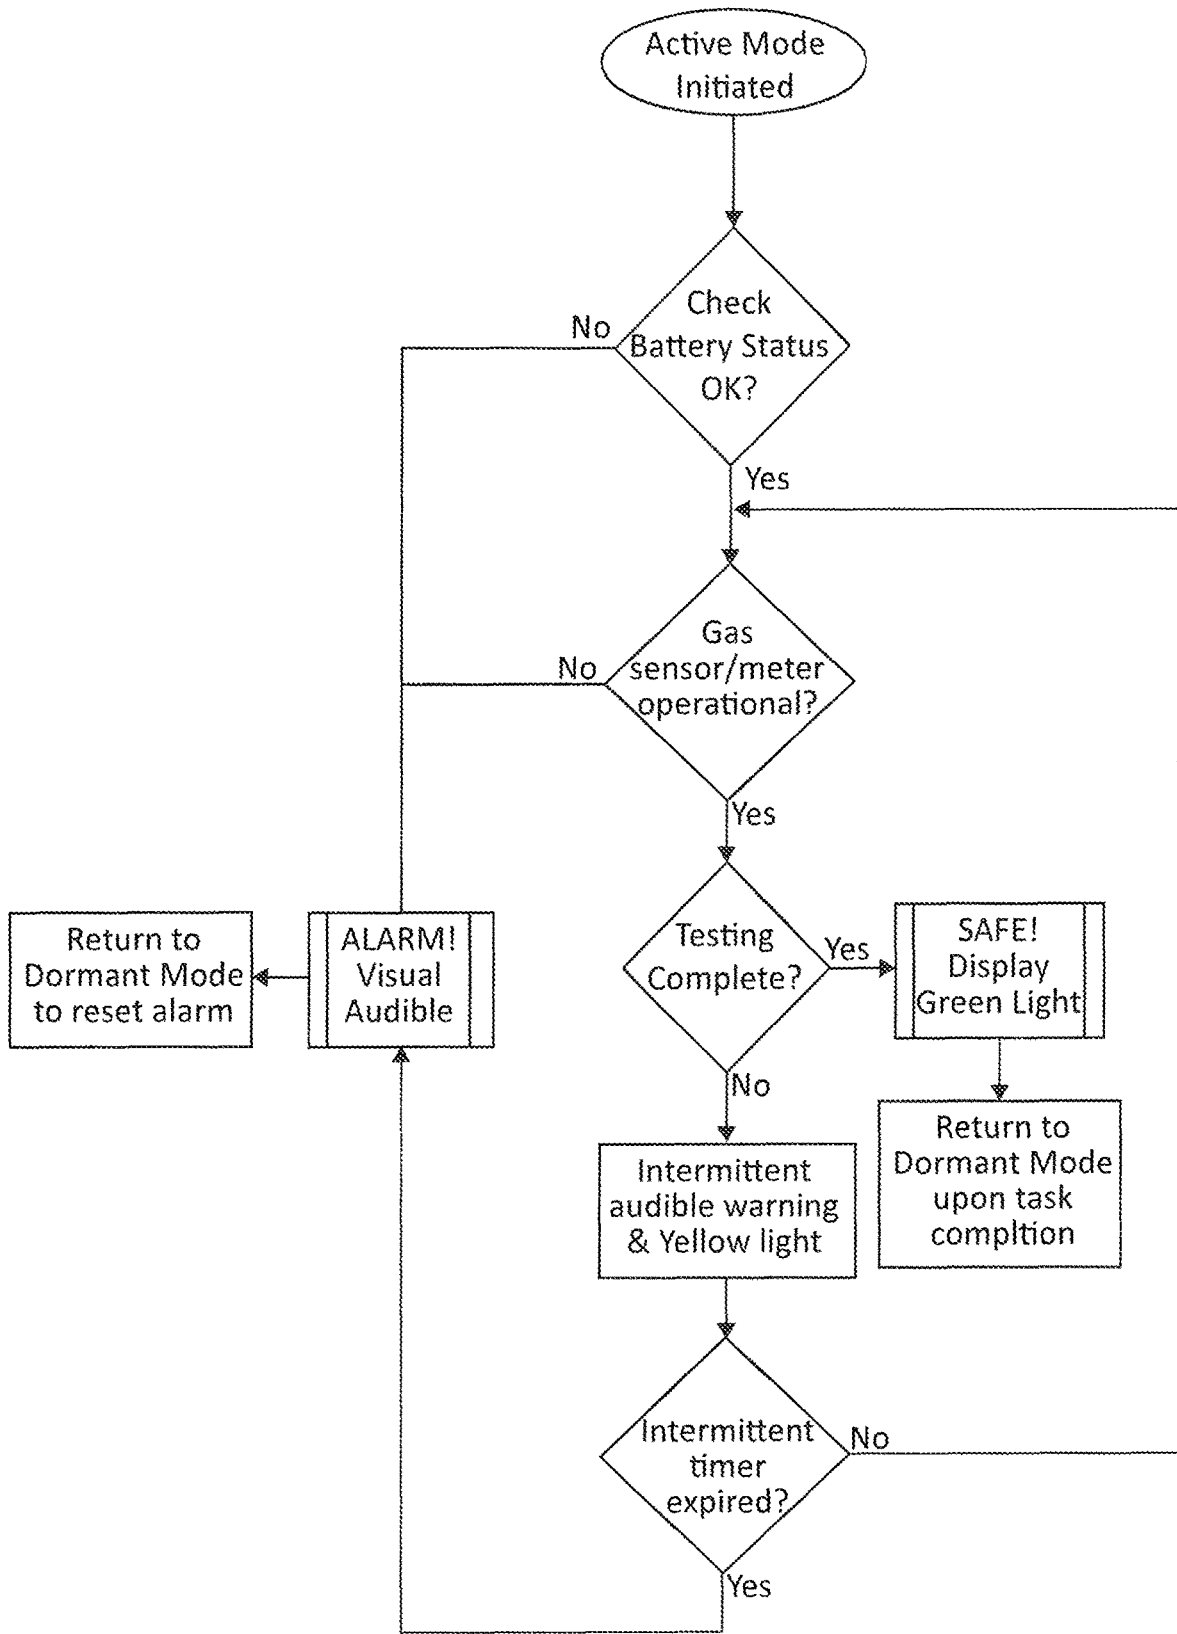 Active Mode
Initiated
Check
Battery Status
OK?
No
Yes
Gas
sensor/meter
operational?
No
Yes
Return to
Dormant Mode
to reset alarm
ALARM!
Visual
Audible
Testing
Complete?
Yes
SAFE!
Display
Green Light
No
Return to
Dormant Mode
upon task
compltion
Intermittent
audible warning
& Yellow light
Intermittent
timer
expired?
No
Yes